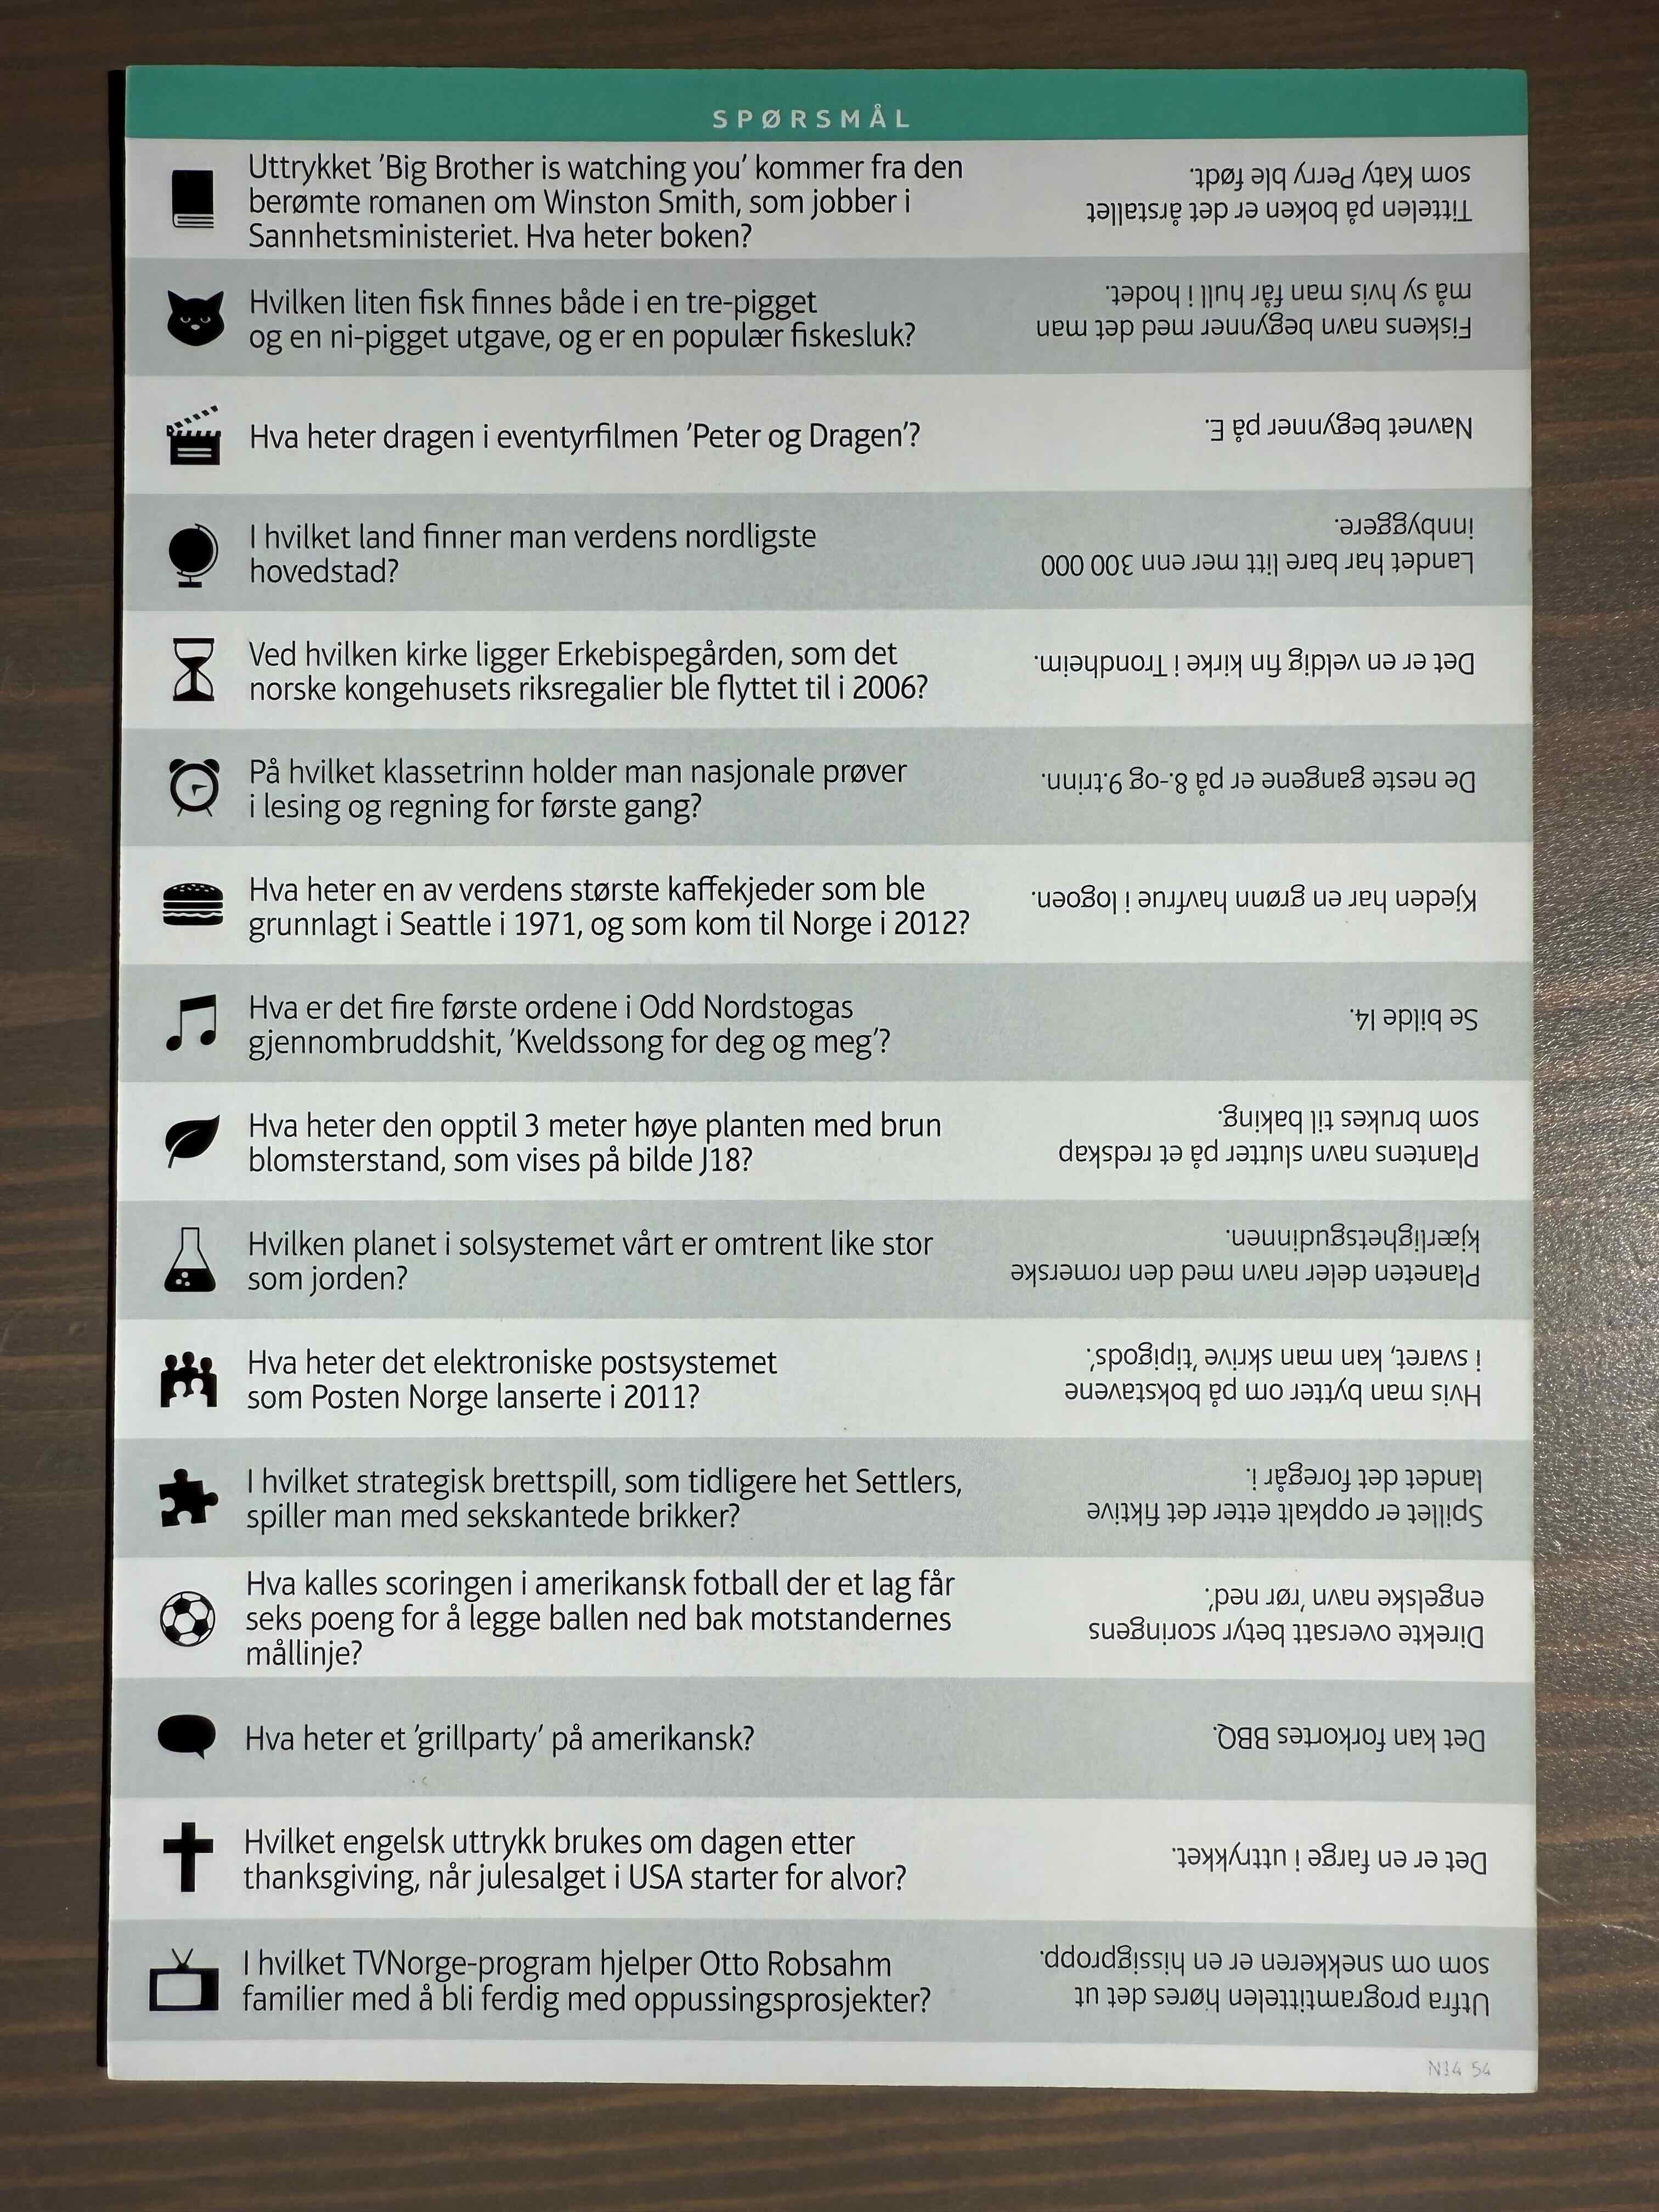 SPØRSMÅL
Uttrykket 'Big Brother is watching you' kommer fra den
berømte romanen om Winston Smith, som jobber i
Sannhetsministeriet. Hva heter boken?
Tittelen på boken er det årstallet
som Katy Perry ble født.
Hvilken liten fisk finnes både i en tre-pigget
og en ni-pigget utgave, og er en populær fiskesluk?
Fiskens navn begynner med det man
må sy hvis man får hull i hodet.
Hva heter dragen i eventyrfilmen 'Peter og Dragen'?
Navnet begynner på E.
I hvilket land finner man verdens nordligste
hovedstad?
Landet har bare litt mer enn 300 000
innbyggere.
Ved hvilken kirke ligger Erkebispegården, som det
norske kongehusets riksregalier ble flyttet til i 2006?
Det er en veldig fin kirke i Trondheim.
På hvilket klassetrinn holder man nasjonale prøver
i lesing og regning for første gang?
De neste gangene er på 8.-og 9.trinn.
Hva heter en av verdens største kaffekjeder som ble
grunnlagt i Seattle i 1971, og som kom til Norge i 2012?
Kjeden har en grønn havfrue i logoen.
Hva er det fire første ordene i Odd Nordstogas
gjennombruddshit, 'Kveldssong for deg og meg'?
Se bilde I4.
Hva heter den opptil 3 meter høye planten med brun
blomsterstand, som vises på bilde J18?
Plantens navn slutter på et redskap
som brukes til baking.
Hvilken planet i solsystemet vårt er omtrent like stor
som jorden?
Planeten deler navn med den romerske
kjærlighetsgudinnen.
Hva heter det elektroniske postsystemet
som Posten Norge lanserte i 2011?
Hvis man bytter om på bokstavene
i svaret, kan man skrive 'tipigods'.
I hvilket strategisk brettspill, som tidligere het Settlers,
spiller man med sekskantede brikker?
Spillet er oppkalt etter det fiktive
landet det foregår i.
Hva kalles scoringen i amerikansk fotball der et lag får
seks poeng for å legge ballen ned bak motstandernes
mållinje?
Direkte oversatt betyr scoringens
engelske navn 'rør ned'.
Hva heter et 'grillparty' på amerikansk?
Det kan forkortes BBQ.
Hvilket engelsk uttrykk brukes om dagen etter
thanksgiving, når julesalget i USA starter for alvor?
Det er en farge i uttrykket.
I hvilket TVNorge-program hjelper Otto Robsahm
familier med å bli ferdig med oppussingsprosjekter?
Utfra programtittelen høres det ut
som om snekkeren er en hissigpropp.
N14 54